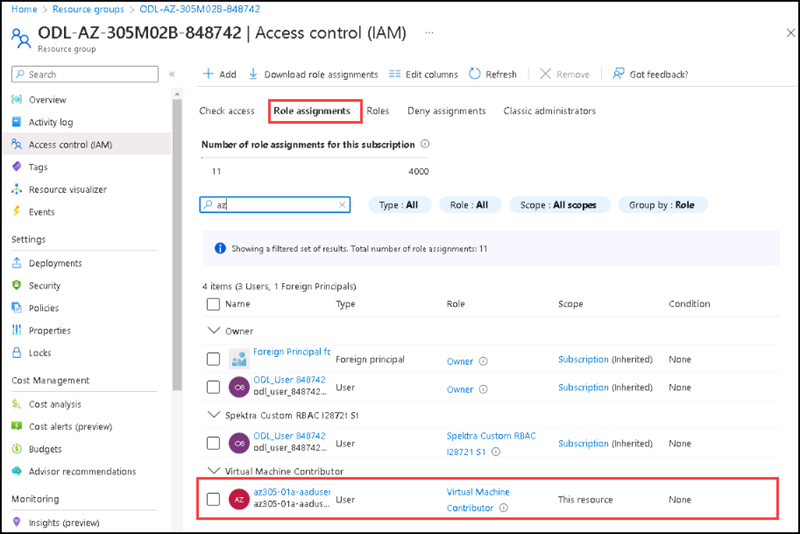 Home > Resource groups > ODL-AZ-305M02B-848742
ODL-AZ-305M02B-848742 | Access control (IAM) ...
Resource group
Search
Overview
Activity log
Access control (IAM)
Tags
Resource visualizer
Events
Settings
Deployments
Security
Policies
Properties
Locks
Cost Management
Cost analysis
Cost alerts (preview)
Budgets
Advisor recommendations
Monitoring
Insights (preview)
Add Download role assignments Edit columns Refresh Remove Got feedback?
Check access Role assignments Roles Deny assignments Classic administrators
Number of role assignments for this subscription
11 4000
az Type : All Role : All Scope : All scopes Group by : Role
Showing a filtered set of results. Total number of role assignments: 11
4 items (3 Users, 1 Foreign Principals)
Name Type Role Scope Condition
Owner
Foreign Principal fo Foreign principal Owner Subscription (Inherited) None
OB ODL_User 848742 User Owner Subscription (Inherited) None
odl_user_848742...
Spektra Custom RBAC I28721 S1
OB ODL_User 848742 User Spektra Custom RBAC Subscription (Inherited) None
odl_user_848742... I28721 S1
Virtual Machine Contributor
AZ az305-01a-aaduser User Virtual Machine This resource None
az305-01a-aadus... Contributor